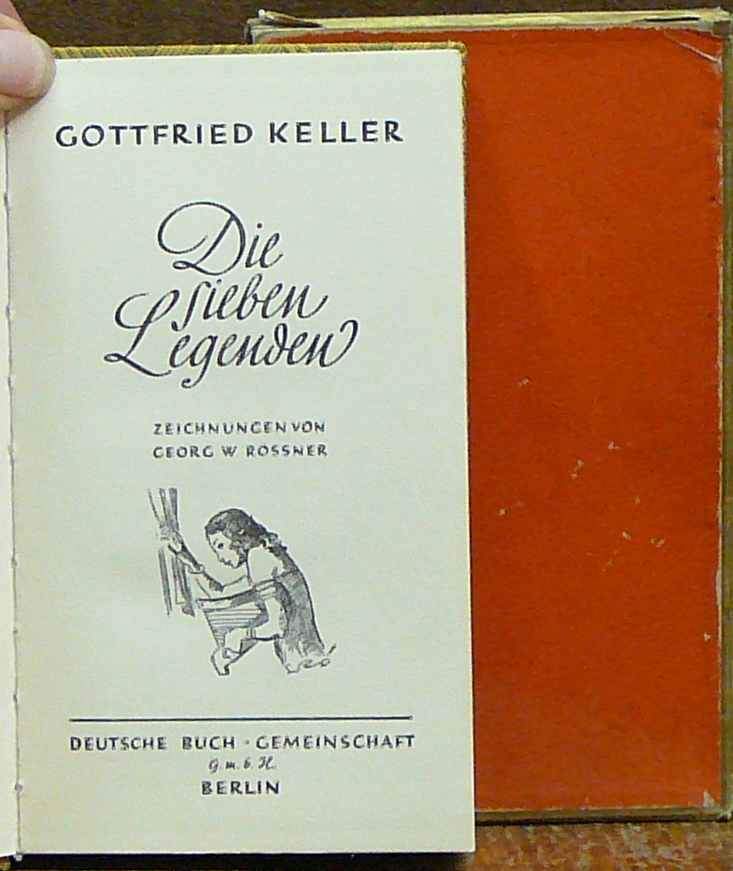 GOTTFRIED KELLER
Die
sieben
Legenden
ZEICHNUNGEN VON
GEORG W ROSSNER
DEUTSCHE BUCH · GEMEINSCHAFT
G. m. b. H.
BERLIN